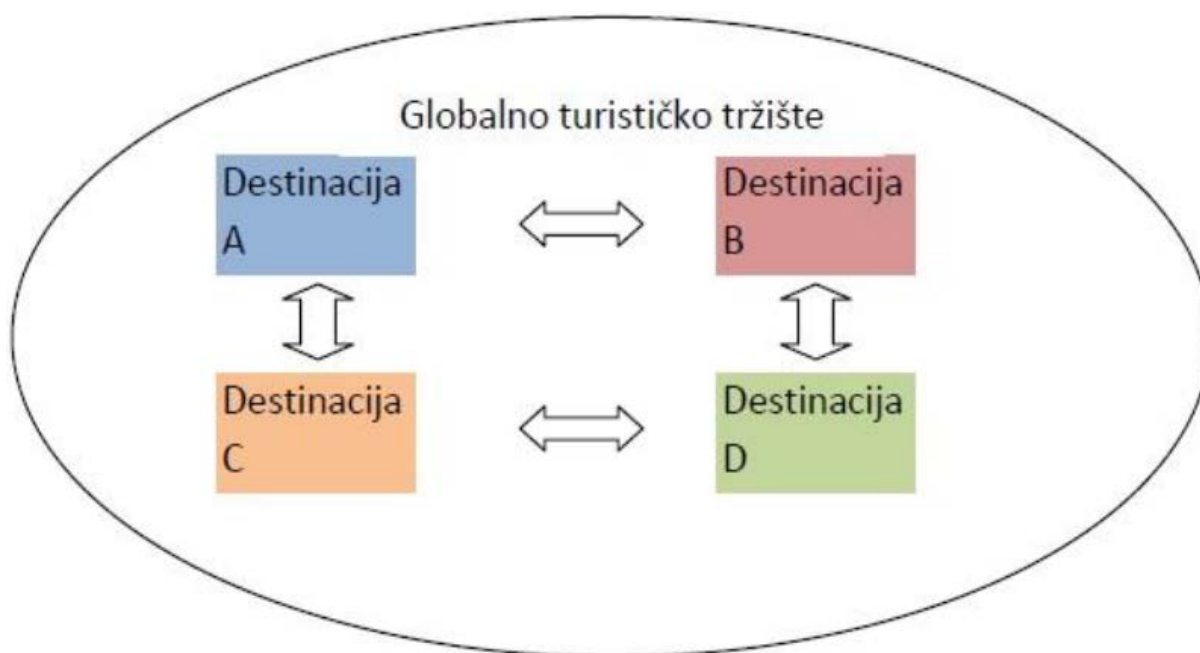 Globalno turističko tržište
Destinacija
A
Destinacija
B
Destinacija
C
Destinacija
D